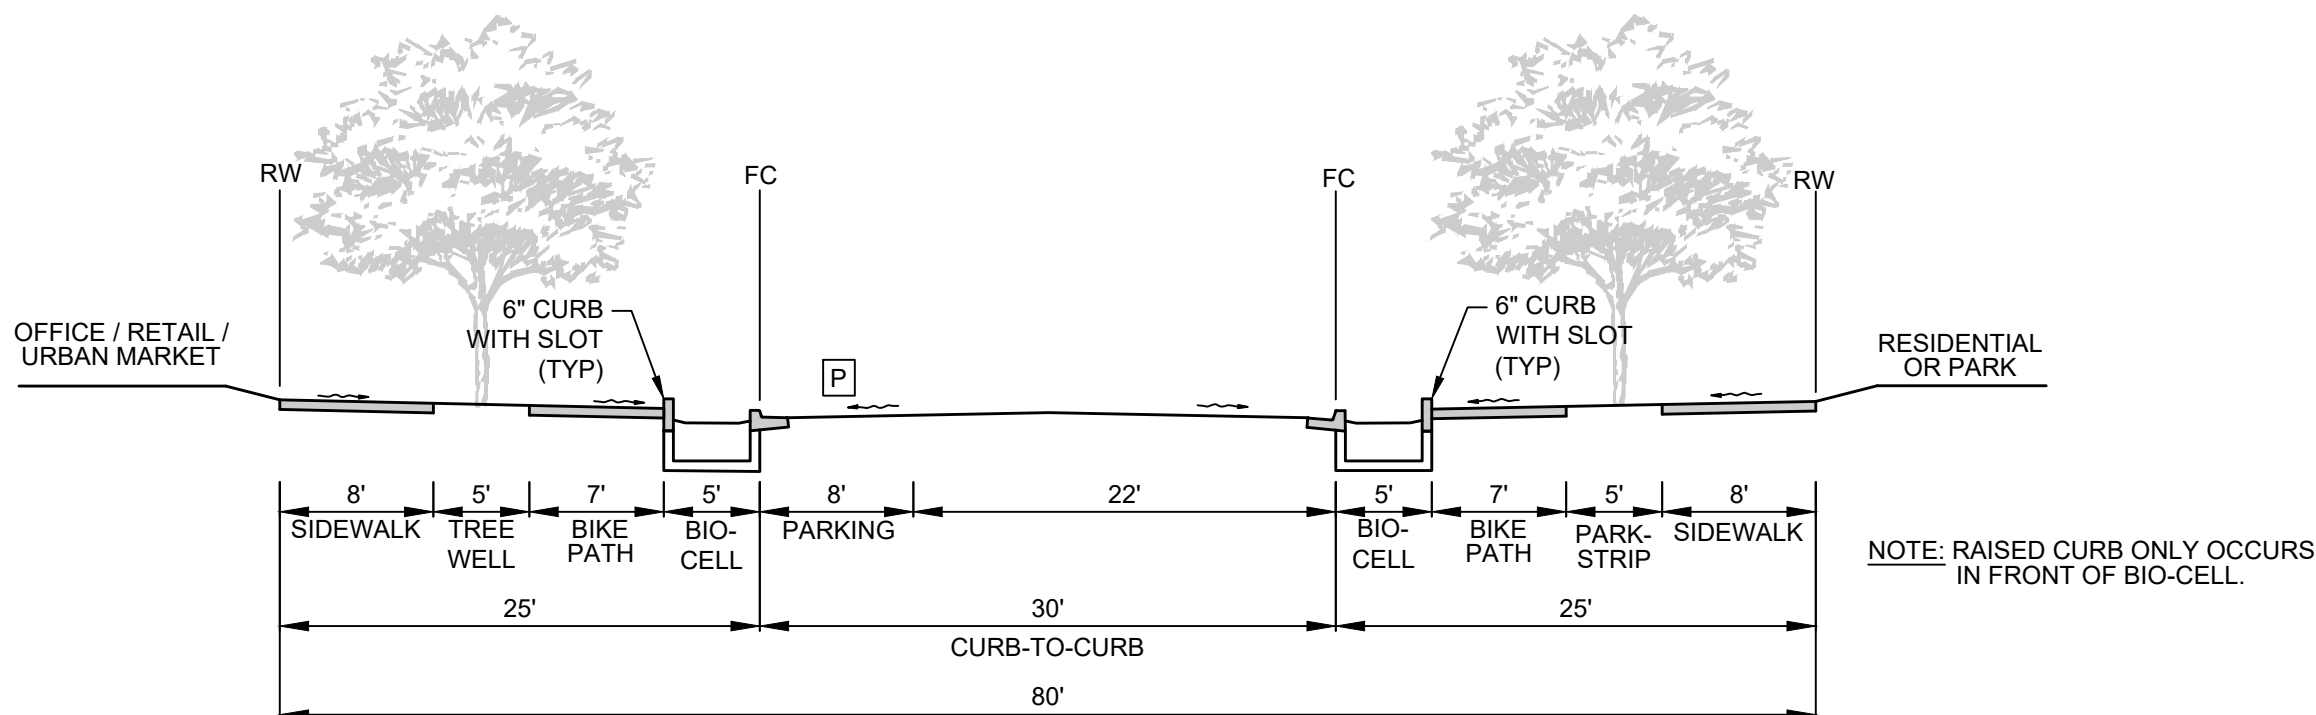 RW
FC
FC
RW
6" CURB
WITH SLOT
(TYP)
6" CURB
WITH SLOT
(TYP)
OFFICE / RETAIL /
URBAN MARKET
P
RESIDENTIAL
OR PARK
8'
5'
7'
5'
8'
22'
5'
7'
5'
8'
SIDEWALK
TREE
WELL
BIKE
PATH
BIO-
CELL
PARKING
BIO-
CELL
BIKE
PATH
PARK-
STRIP
SIDEWALK
NOTE: RAISED CURB ONLY OCCURS
IN FRONT OF BIO-CELL.
25'
30'
25'
CURB-TO-CURB
80'